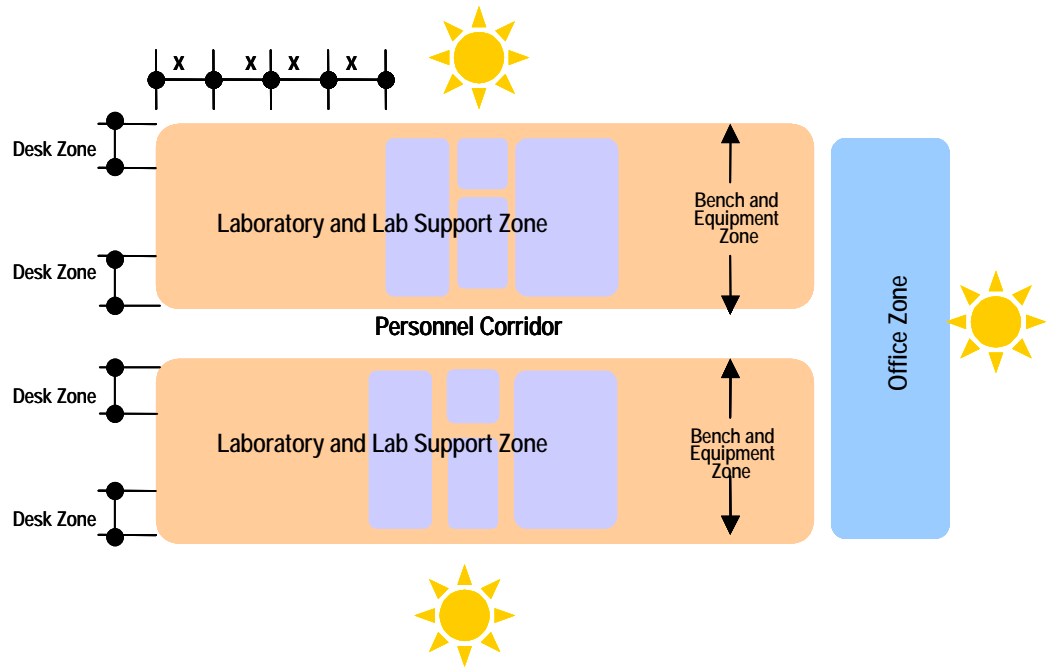 x x x x
Desk Zone
Laboratory and Lab Support Zone
Bench and
Equipment
Zone
Desk Zone
Personnel Corridor
Office Zone
Desk Zone
Laboratory and Lab Support Zone
Bench and
Equipment
Zone
Desk Zone